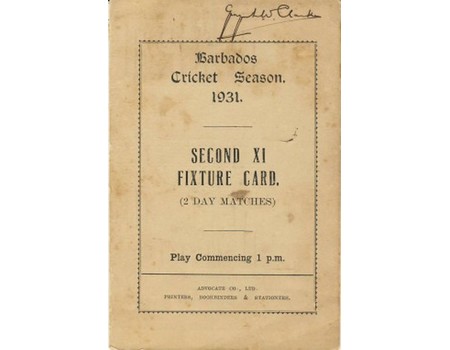 Barbados
Cricket Season.
1931.
SECOND XI
FIXTURE CARD.
(2 DAY MATCHES)
Play Commencing 1 p.m.
ADVOCATE CO., LTD.
PRINTERS, BOOKBINDERS & STATIONERS.